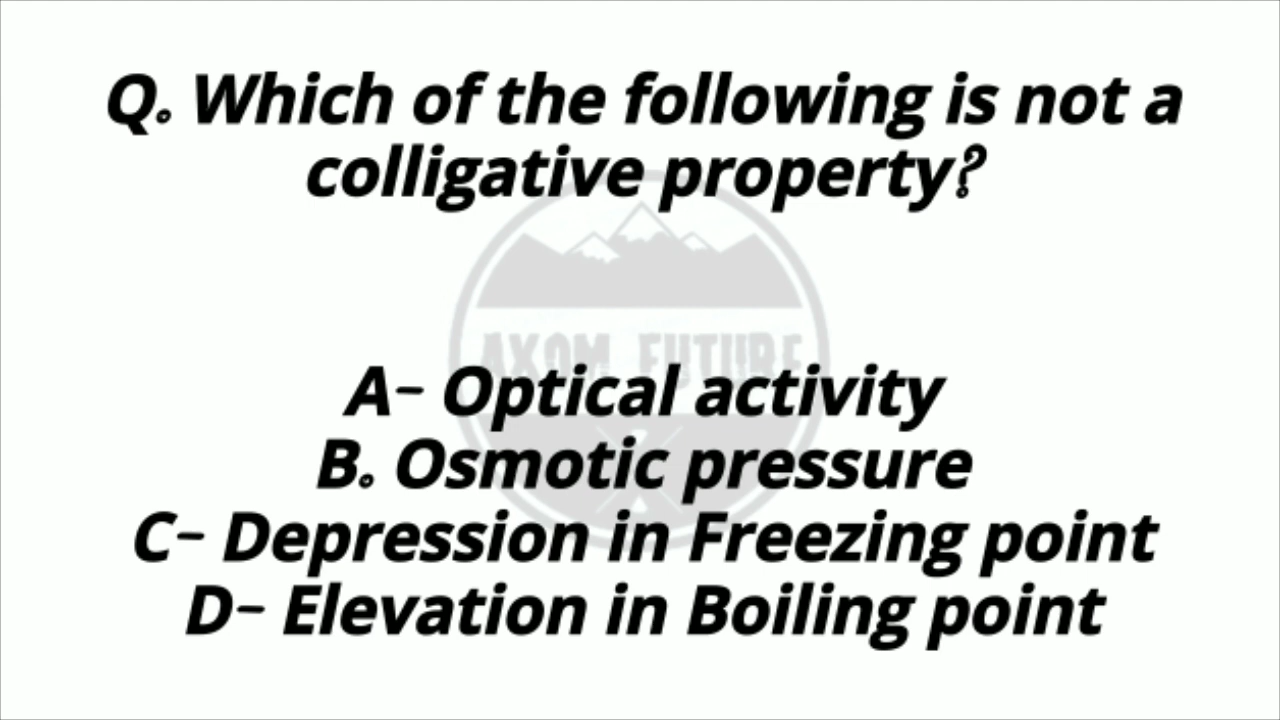 Q. Which of the following is not a
colligative property?
AXOM FUTURE
A- Optical activity
B. Osmotic pressure
C- Depression in Freezing point
D- Elevation in Boiling point